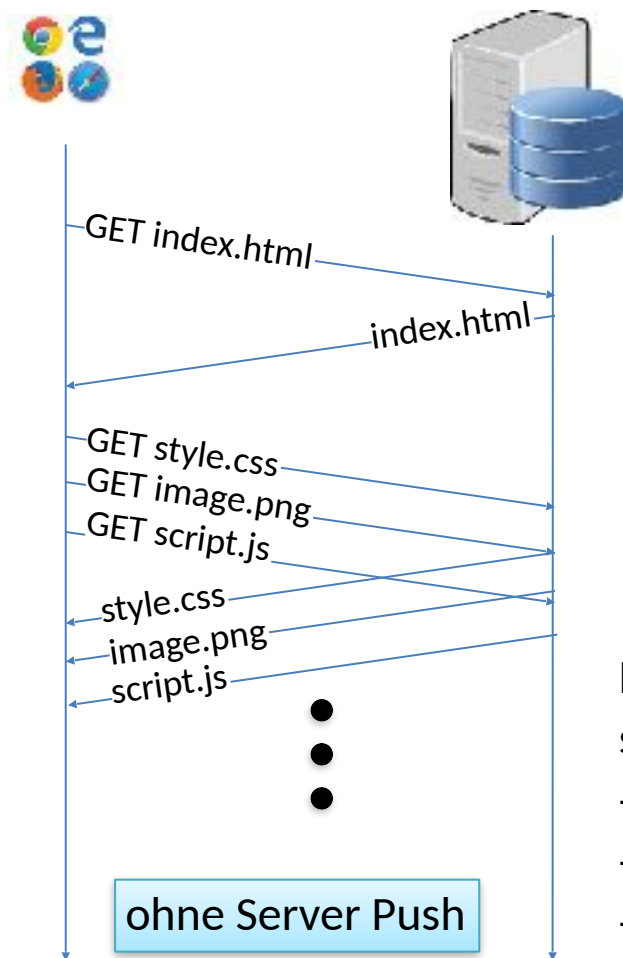 GET index.html
index.html
GET style.css
GET image.png
GET script.js
style.css
image.png
script.js
ohne Server Push